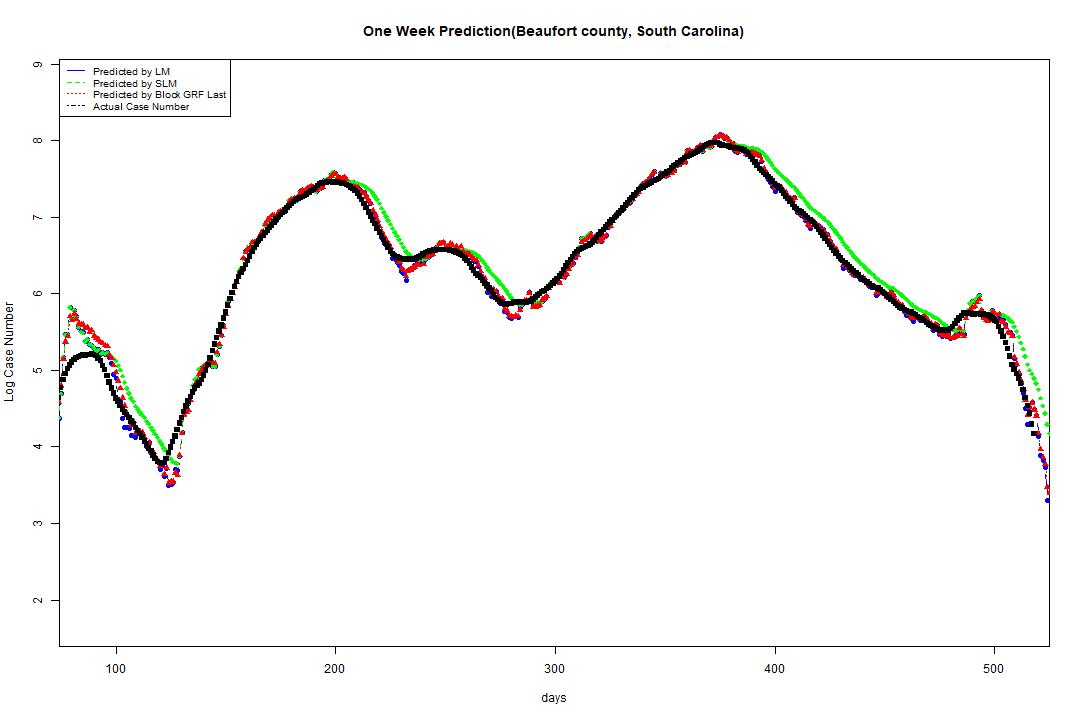 One Week Prediction(Beaufort county, South Carolina)
Predicted by LM
Predicted by SLM
Predicted by Block GRF Last
Actual Case Number
Log Case Number
9
8
7
6
5
4
3
2
100 200 300 400 500
days